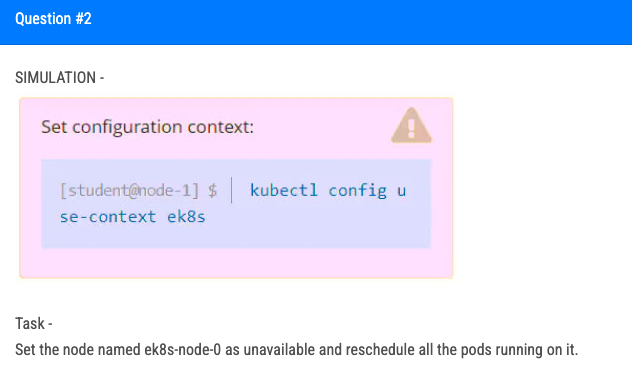 Question #2
SIMULATION -
Set configuration context:
[student@node-1] $ | kubectl config u
se-context ek8s
Task -
Set the node named ek8s-node-0 as unavailable and reschedule all the pods running on it.